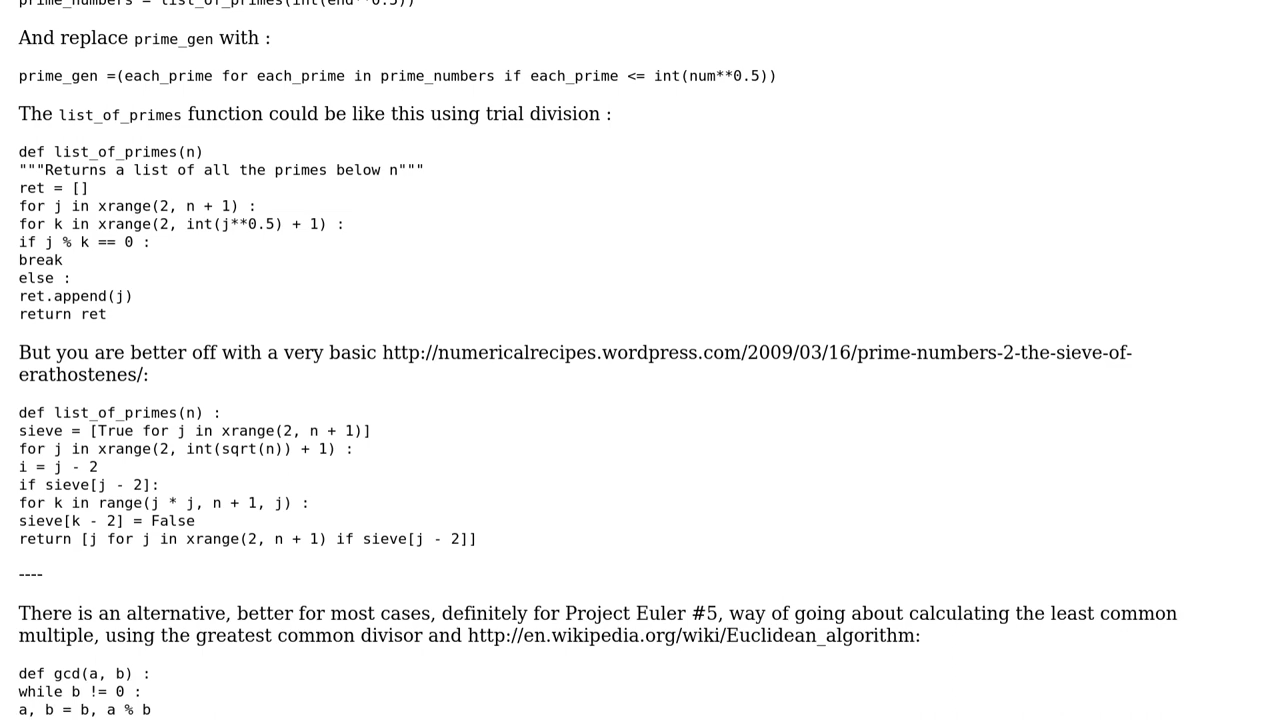 prime_numbers = list_of_primes(int(end**0.5))
And replace prime_gen with :
prime_gen =(each_prime for each_prime in prime_numbers if each_prime <= int(num**0.5))
The list_of_primes function could be like this using trial division :
def list_of_primes(n)
"""Returns a list of all the primes below n"""
ret = []
for j in xrange(2, n + 1) :
for k in xrange(2, int(j**0.5) + 1) :
if j % k == 0 :
break
else :
ret.append(j)
return ret
But you are better off with a very basic http://numericalrecipes.wordpress.com/2009/03/16/prime-numbers-2-the-sieve-of-
erathostenes/:
def list_of_primes(n) :
sieve = [True for j in xrange(2, n + 1)]
for j in xrange(2, int(sqrt(n)) + 1) :
i = j - 2
if sieve[j - 2]:
for k in range(j * j, n + 1, j) :
sieve[k - 2] = False
return [j for j in xrange(2, n + 1) if sieve[j - 2]]
----
There is an alternative, better for most cases, definitely for Project Euler #5, way of going about calculating the least common
multiple, using the greatest common divisor and http://en.wikipedia.org/wiki/Euclidean_algorithm:
def gcd(a, b) :
while b != 0 :
a, b = b, a % b